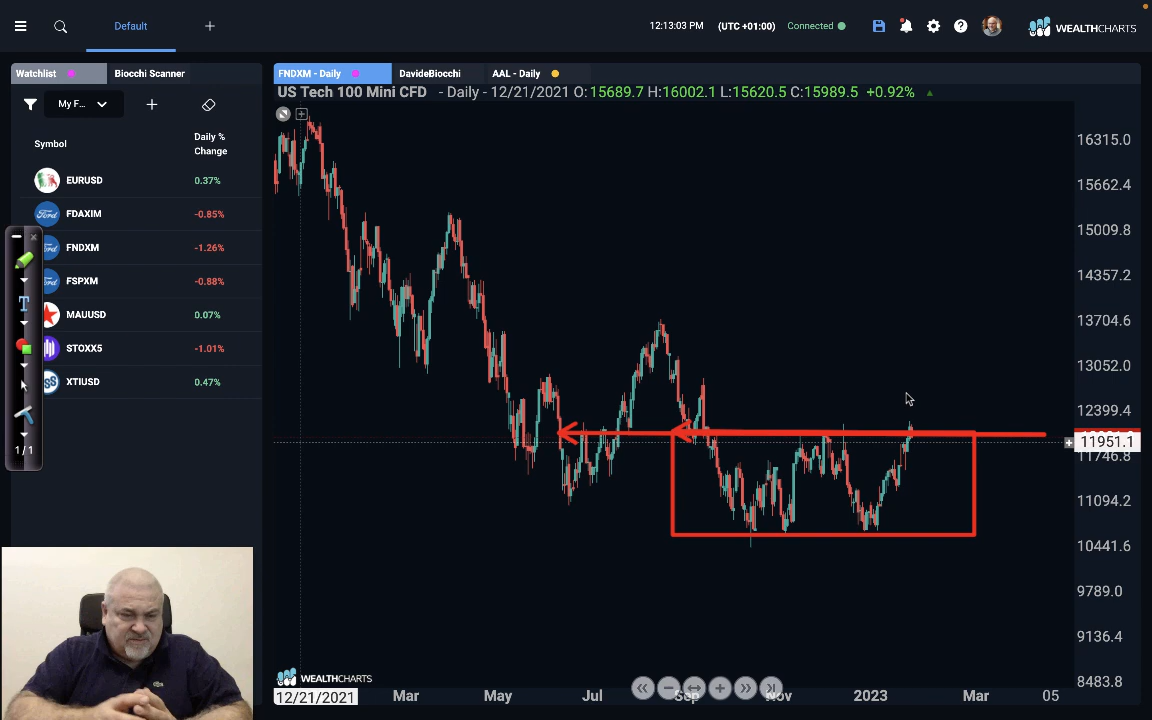 Default
12:13:03 PM (UTC +01:00) Connected
WEALTHCHARTS
Watchlist Biocchi Scanner
FNDXM - Daily DavideBiocchi AAL - Daily
My F...
US Tech 100 Mini CFD - Daily - 12/21/2021 O:15689.7 H:16002.1 L:15620.5 C:15989.5 +0.92%
Symbol Daily % Change
EURUSD 0.37%
FDAXIM -0.85%
FNDXM -1.26%
FSPXM -0.88%
MAUUSD 0.07%
STOXX5 -1.01%
XTIUSD 0.47%
T
1/1
16315.0
15662.4
15009.8
14357.2
13704.6
13052.0
12399.4
11951.1
11746.8
11094.2
10441.6
9789.0
9136.4
8483.8
WEALTHCHARTS
12/21/2021 Mar May Jul Sep Nov 2023 Mar 05